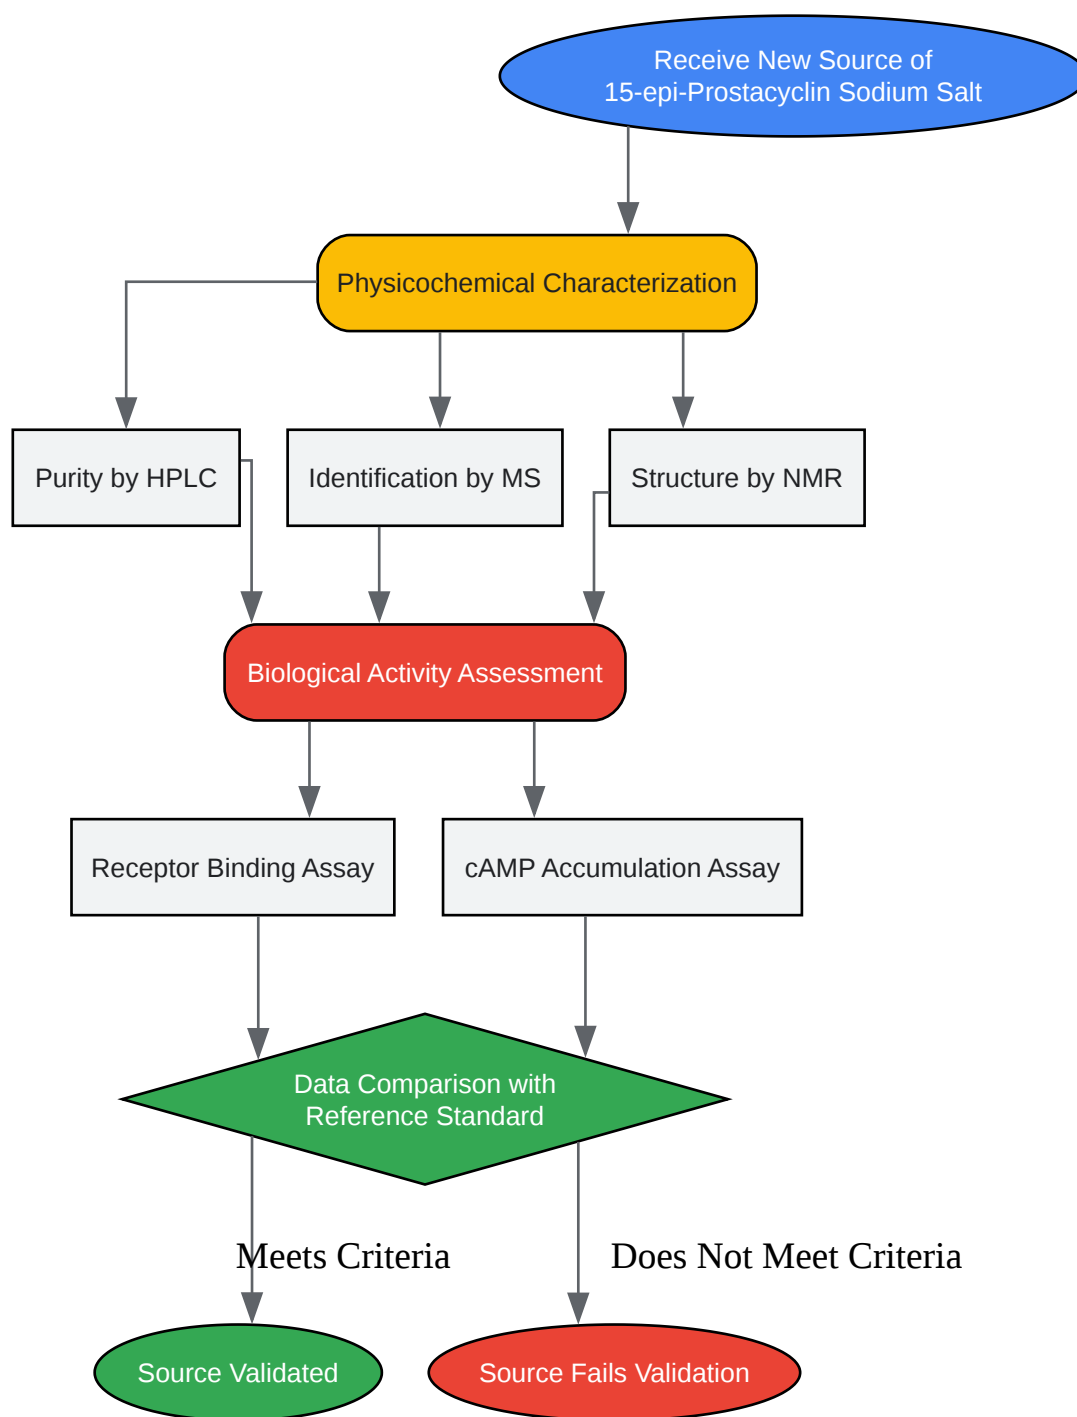 Receive New Source of
15-epi-Prostacyclin Sodium Salt
Physicochemical Characterization
Purity by HPLC
Identification by MS
Structure by NMR
Biological Activity Assessment
Receptor Binding Assay
cAMP Accumulation Assay
Data Comparison with
Reference Standard
Meets Criteria
Does Not Meet Criteria
Source Validated
Source Fails Validation